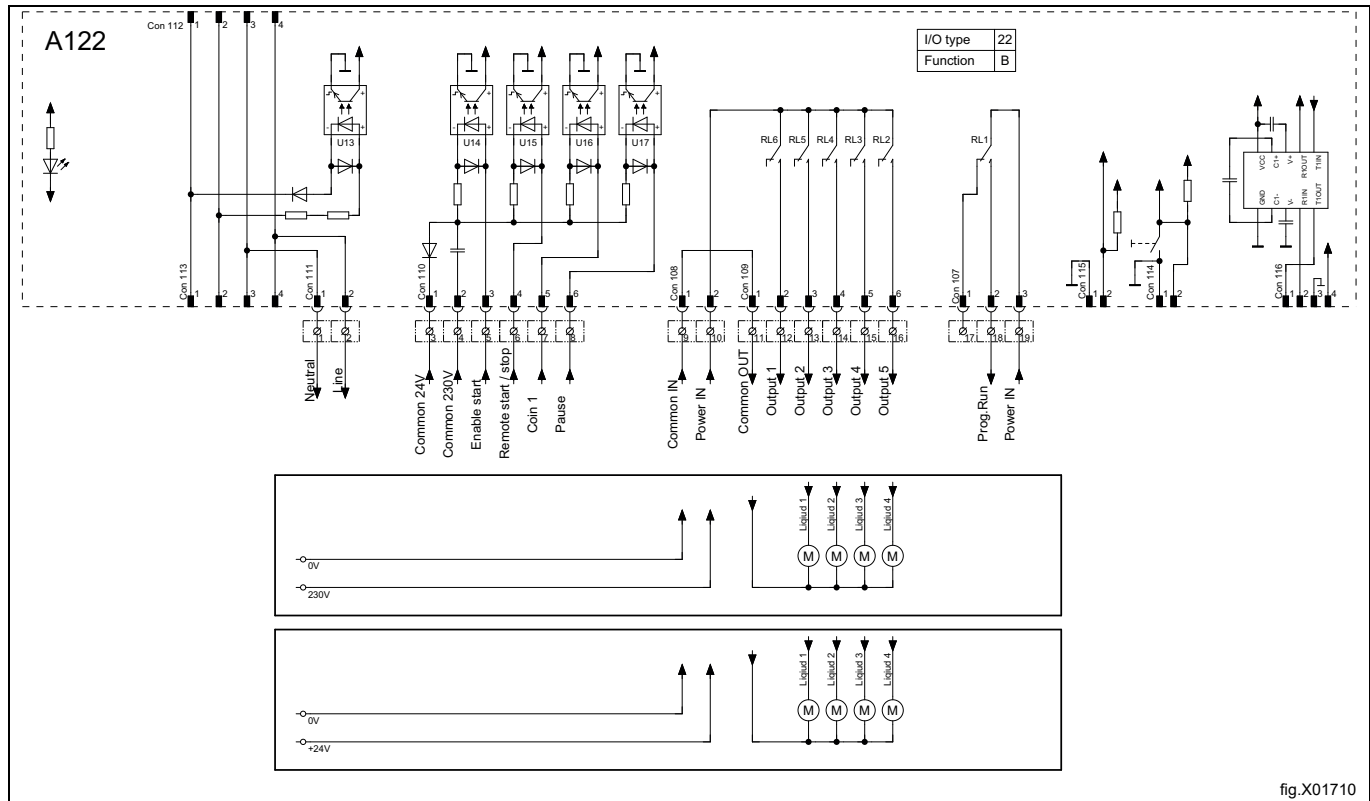 A122
Con 112
1 2 3 4
I/O type 22
Function B
U13 U14 U15 U16 U17
RL6 RL5 RL4 RL3 RL2
RL1
VCC C1+ V+ R1OUT T1IN
GND C1- V- R1IN T1OUT
Con 113
1 2 3 4
Con 111
1 2
Con 110
1 2 3 4 5 6
Con 108
1 2
Con 109
1 2 3 4 5 6
Con 107
1 2 3
Con 115
1 2
Con 114
1 2
Con 116
1 2 3 4
1 2 3 4 5 6 7 8 9 10 11 12 13 14 15 16 17 18 19
Neutral
Line
Common 24V
Common 230V
Enable start
Remote start / stop
Coin 1
Pause
Common IN
Power IN
Common OUT
Output 1
Output 2
Output 3
Output 4
Output 5
Prog.Run
Power IN
Liqiud 1
Liqiud 2
Liqiud 3
Liqiud 4
M M M M
0V
230V
Liqiud 1
Liqiud 2
Liqiud 3
Liqiud 4
M M M M
0V
+24V
fig.X01710